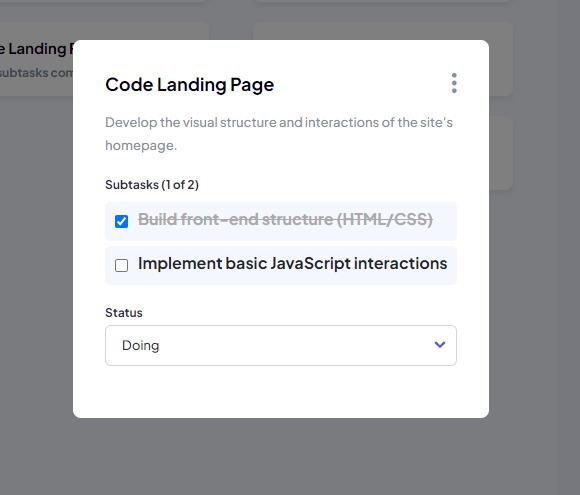 e Landing
subtasks com
Code Landing Page
Develop the visual structure and interactions of the site's
homepage.
Subtasks (1 of 2)
Build front-end structure (HTML/CSS)
Implement basic JavaScript interactions
Status
Doing